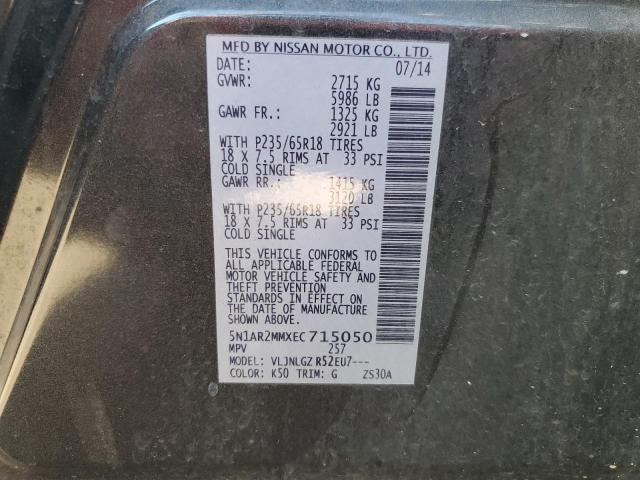 MFD BY NISSAN MOTOR CO., LTD.
DATE: 07/14
GVWR: 2715 KG
5986 LB
GAWR FR.: 1325 KG
2921 LB
WITH P235/65R18 TIRES
18 X 7.5 RIMS AT 33 PSI
COLD SINGLE
GAWR RR.: 1415 KG
3120 LB
WITH P235/65R18 TIRES
18 X 7.5 RIMS AT 33 PSI
COLD SINGLE
THIS VEHICLE CONFORMS TO
ALL APPLICABLE FEDERAL
MOTOR VEHICLE SAFETY AND
THEFT PREVENTION
STANDARDS IN EFFECT ON
THE DATE OF MANUFACTURE
SHOWN ABOVE.
5N1AR2MMXEC715050
MPV 257
MODEL: VLJNLGZ R52EU7---
COLOR: K50 TRIM: G ZS30A